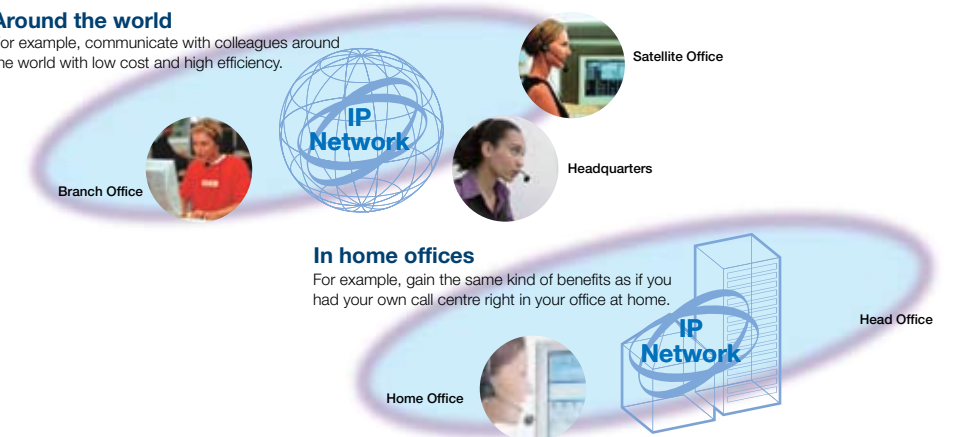 Around the world
For example, communicate with colleagues around
the world with low cost and high efficiency.
Satellite Office
IP
Network
Headquarters
Branch Office
In home offices
For example, gain the same kind of benefits as if you
had your own call centre right in your office at home.
Head Office
IP
Network
Home Office